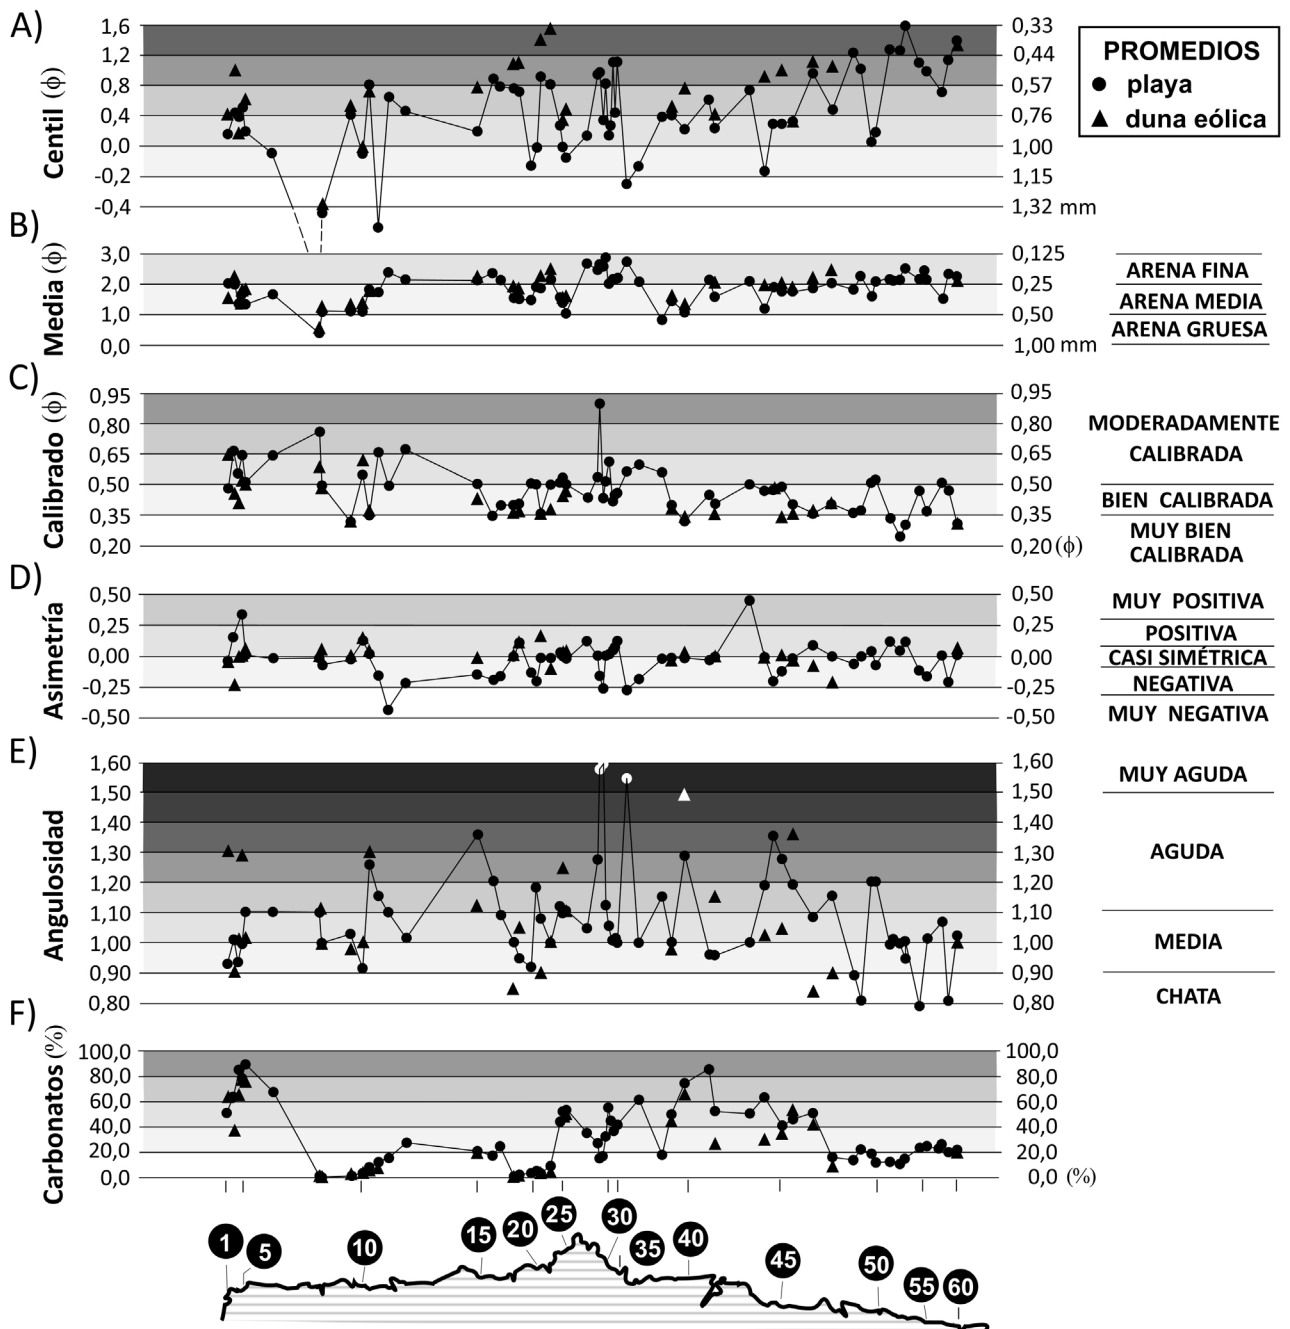 A)
Centil (ϕ)
1,6
1,2
0,8
0,4
0,0
-0,2
-0,4
0,33
0,44
0,57
0,76
1,00
1,15
1,32 mm
PROMEDIOS
playa
duna eólica
B)
Media (ϕ)
3,0
2,0
1,0
0,0
0,125
0,25
0,50
1,00 mm
ARENA FINA
ARENA MEDIA
ARENA GRUESA
C)
Calibrado (ϕ)
0,95
0,80
0,65
0,50
0,35
0,20
0,95
0,80
0,65
0,50
0,35
0,20 (ϕ)
MODERADAMENTE
CALIBRADA
BIEN CALIBRADA
MUY BIEN
CALIBRADA
D)
Asimetría
0,50
0,25
0,00
-0,25
-0,50
0,50
0,25
0,00
-0,25
-0,50
MUY POSITIVA
POSITIVA
CASI SIMÉTRICA
NEGATIVA
MUY NEGATIVA
E)
Angulosidad
1,60
1,50
1,40
1,30
1,20
1,10
1,00
0,90
0,80
1,60
1,50
1,40
1,30
1,20
1,10
1,00
0,90
0,80
MUY AGUDA
AGUDA
MEDIA
CHATA
F)
Carbonatos (%)
100,0
80,0
60,0
40,0
20,0
0,0
100,0
80,0
60,0
40,0
20,0
0,0 (%)
1
5
10
15
20
25
30
35
40
45
50
55
60